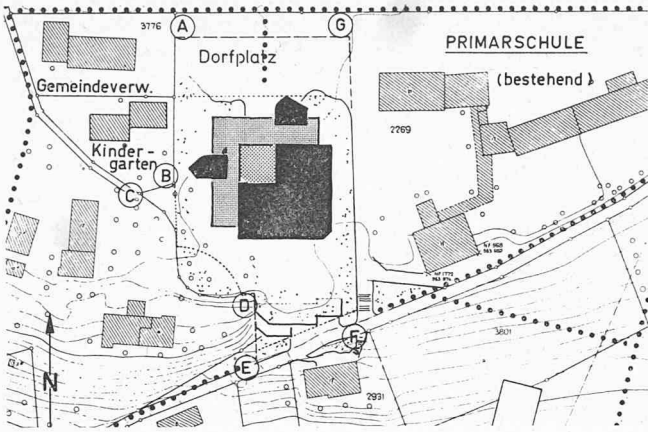 3776
A
G
Dorfplatz
PRIMARSCHULE
(bestehend)
Gemeindeverw.
2269
Kinder-
garten
B
C
D
F
E
N
3801
2931